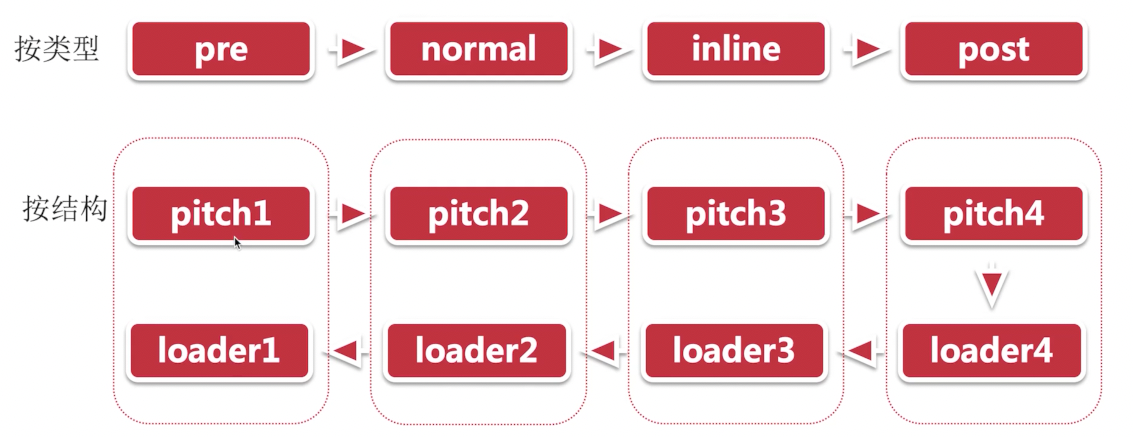 按类型 pre normal inline post
按结构 pitch1 pitch2 pitch3 pitch4
loader1 loader2 loader3 loader4